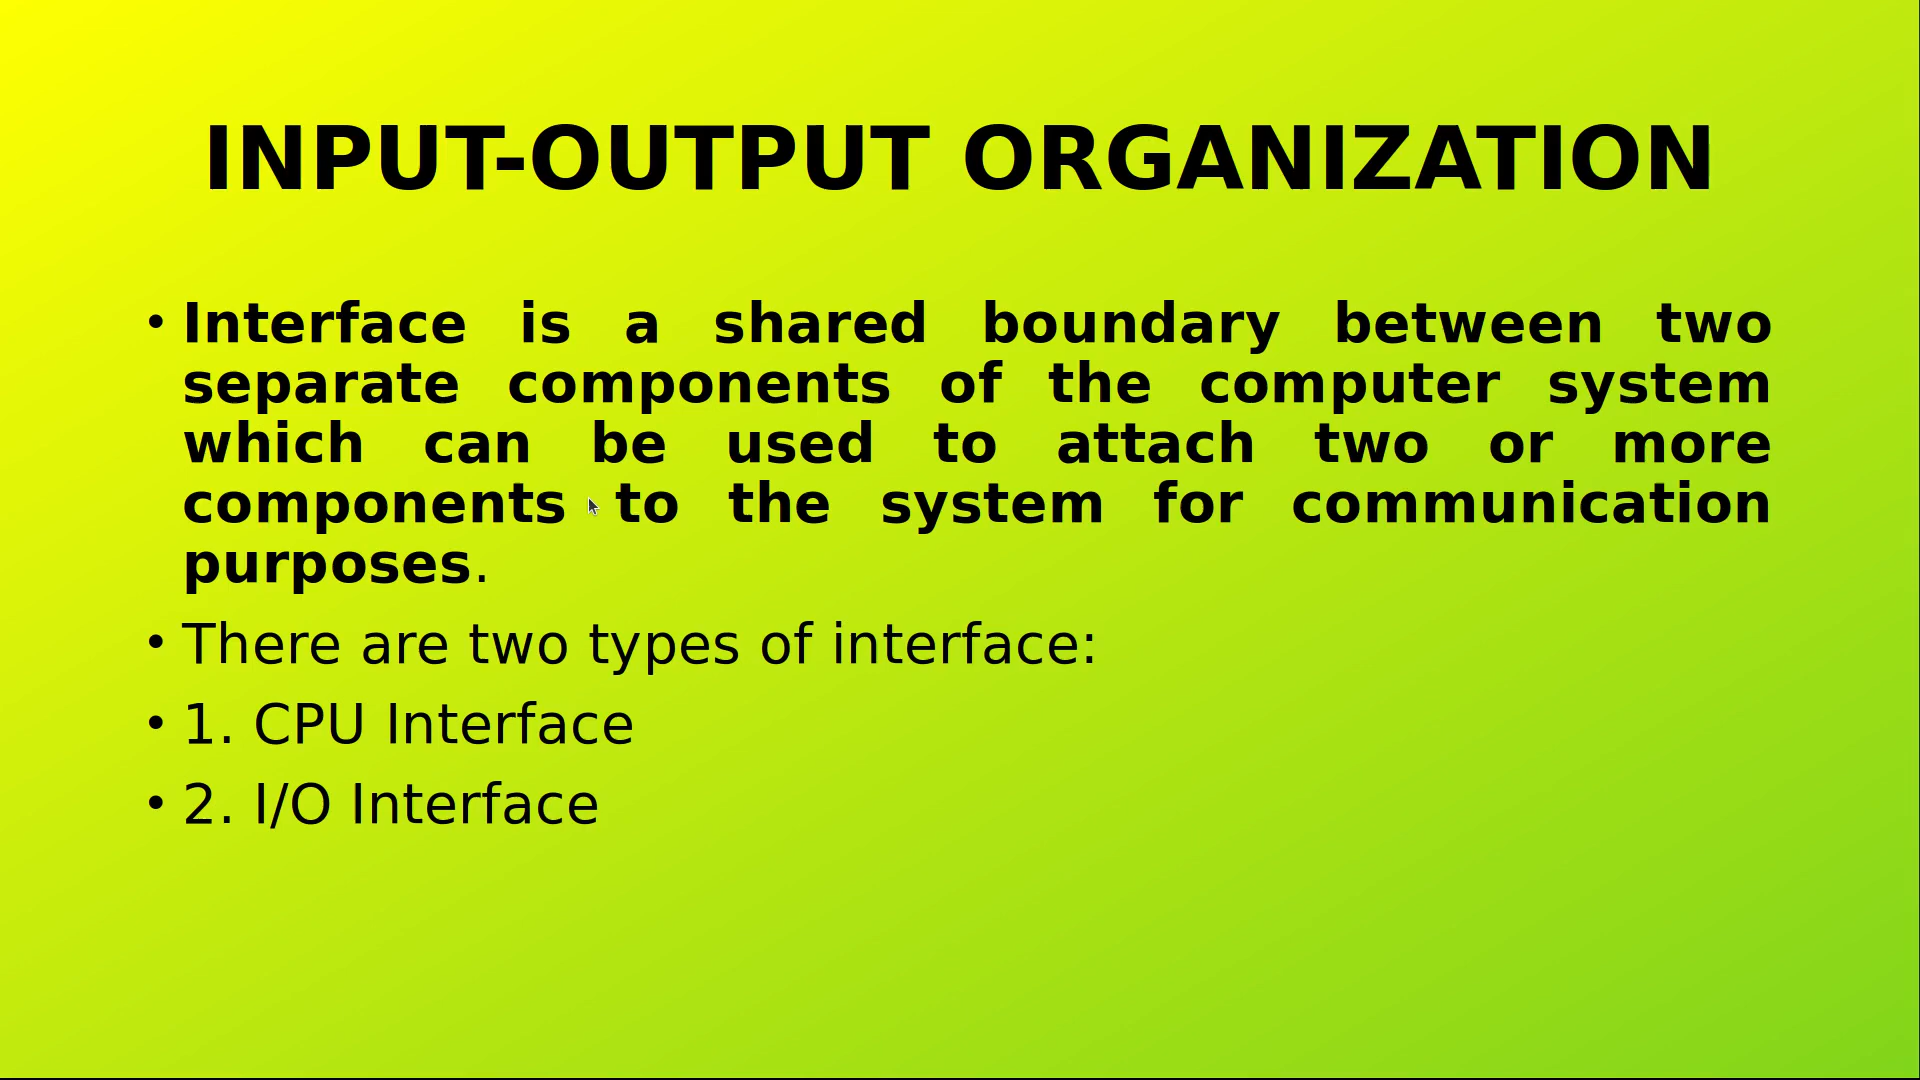 INPUT-OUTPUT ORGANIZATION
• Interface is a shared boundary between two
separate components of the computer system
which can be used to attach two or more
components to the system for communication
purposes.
• There are two types of interface:
• 1. CPU Interface
• 2. I/O Interface